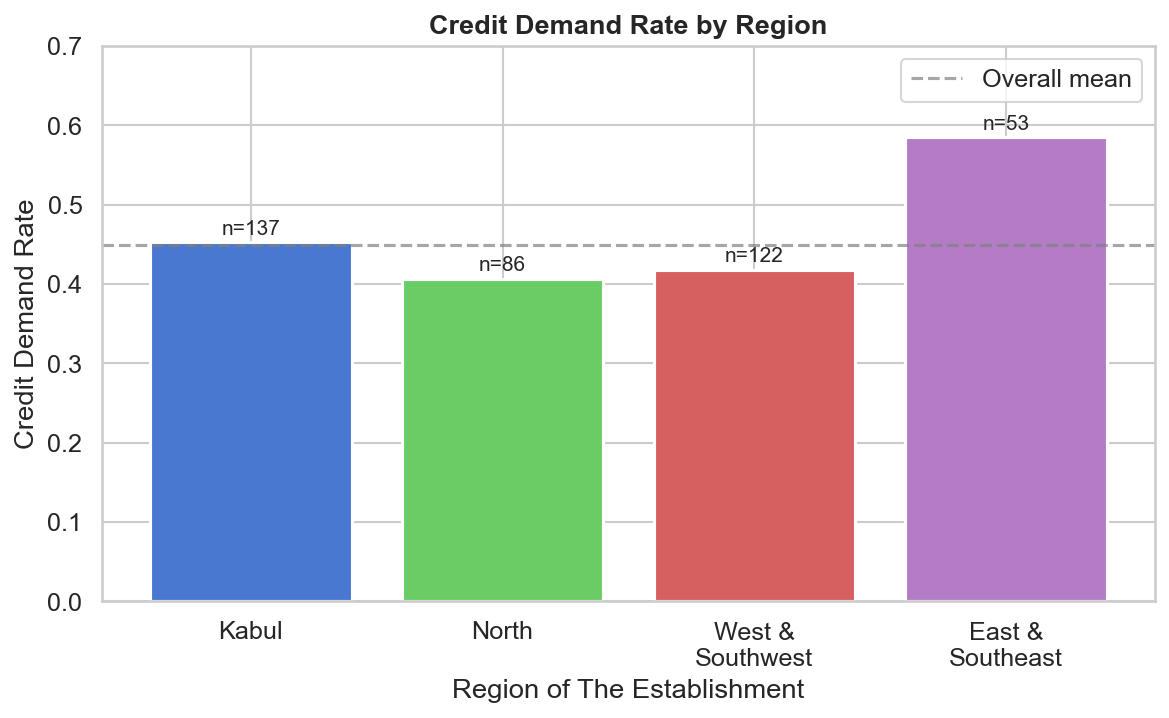 Credit Demand Rate by Region
Overall mean
Credit Demand Rate
0.7
0.6
0.5
0.4
0.3
0.2
0.1
0.0
n=137
n=86
n=122
n=53
Kabul
North
West &
Southwest
East &
Southeast
Region of The Establishment